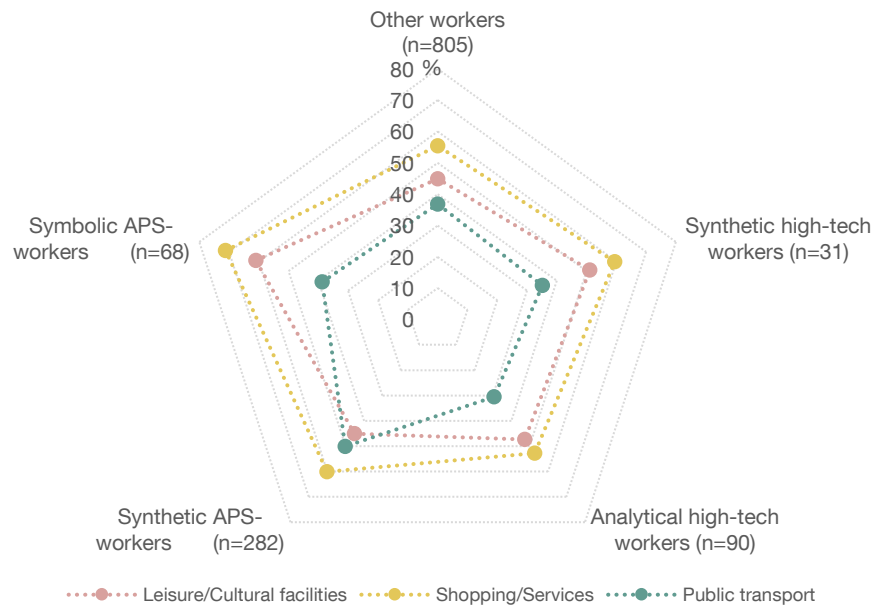 Other workers
(n=805)
80 %
70
60
50
40
30
20
10
0
Symbolic APS-
workers (n=68)
Synthetic high-tech
workers (n=31)
Synthetic APS-
workers (n=282)
Analytical high-tech
workers (n=90)
Leisure/Cultural facilities Shopping/Services Public transport